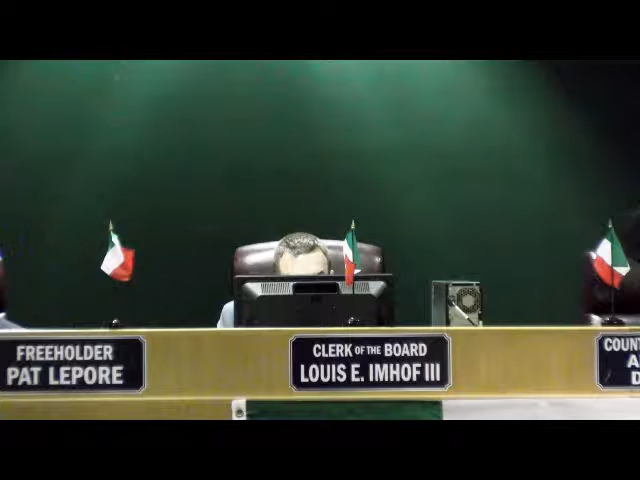 FREEHOLDER
PAT LEPORE
CLERK OF THE BOARD
LOUIS E. IMHOF III
COUNT
A
D